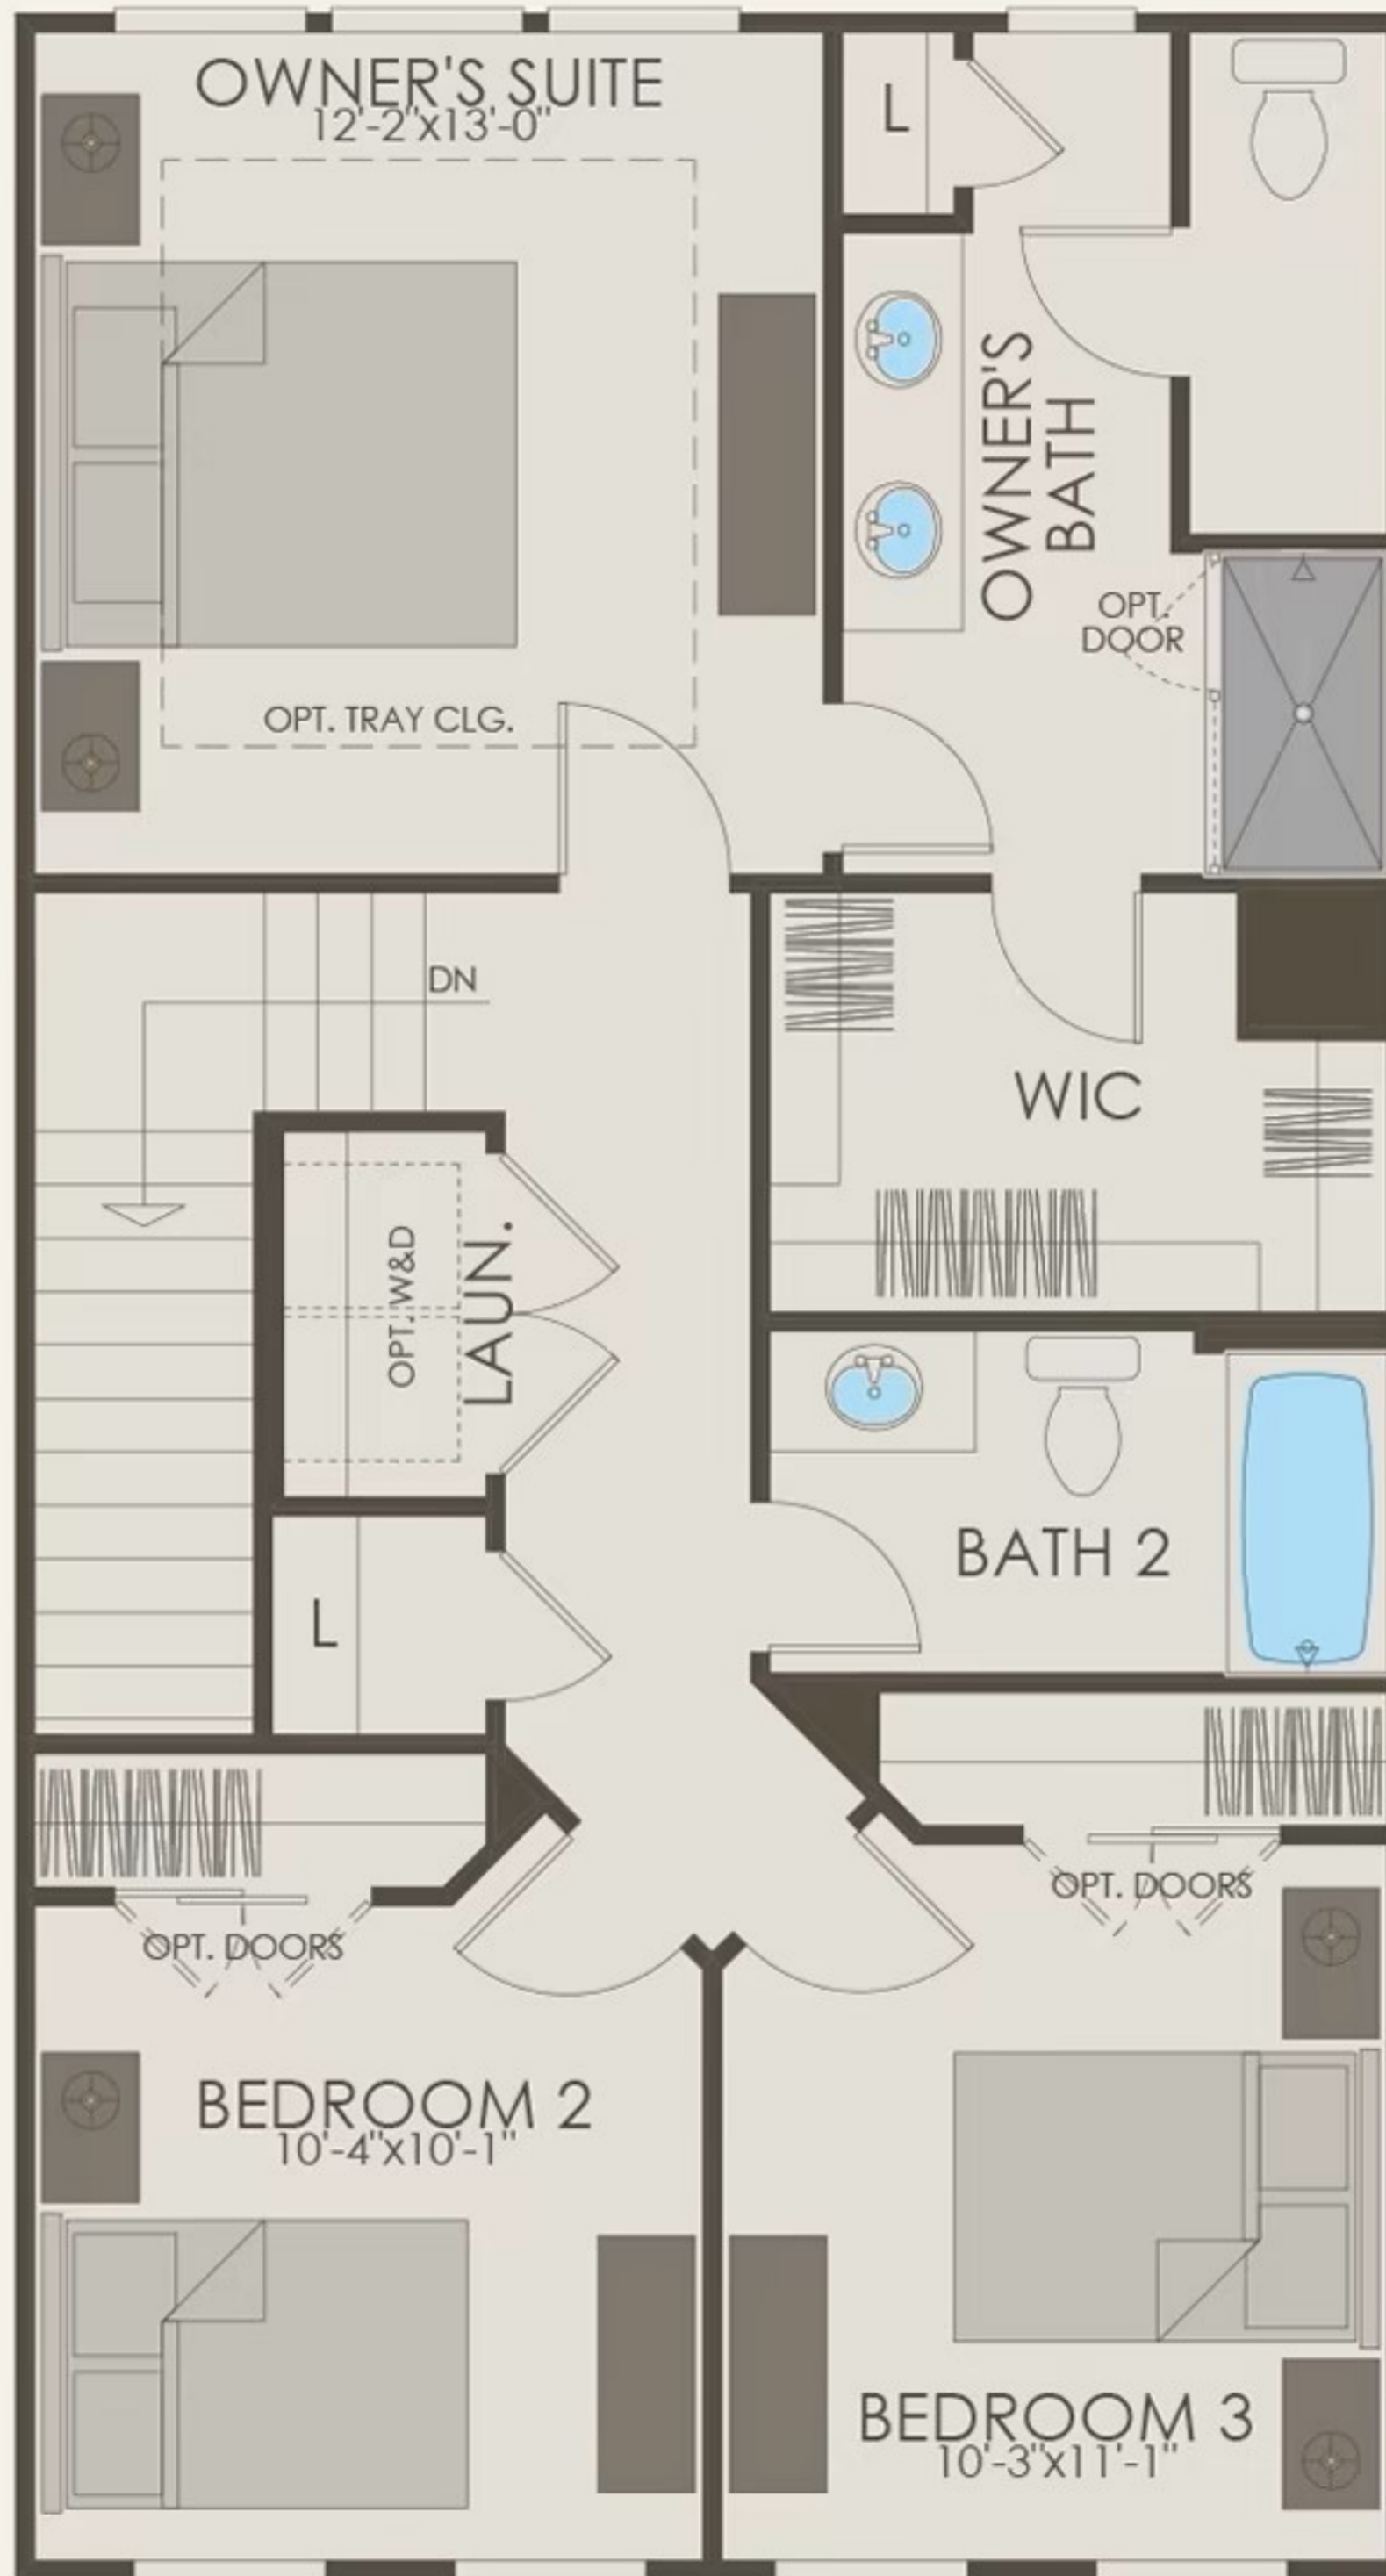 OWNER'S SUITE
12'-2"x13'-0"
L
OWNER'S
BATH
OPT.
DOOR
OPT. TRAY CLG.
DN
WIC
OPT. W&D
LAUN.
BATH 2
L
OPT. DOORS
OPT. DOORS
BEDROOM 2
10'-4"x10'-1"
BEDROOM 3
10'-3"x11'-1"